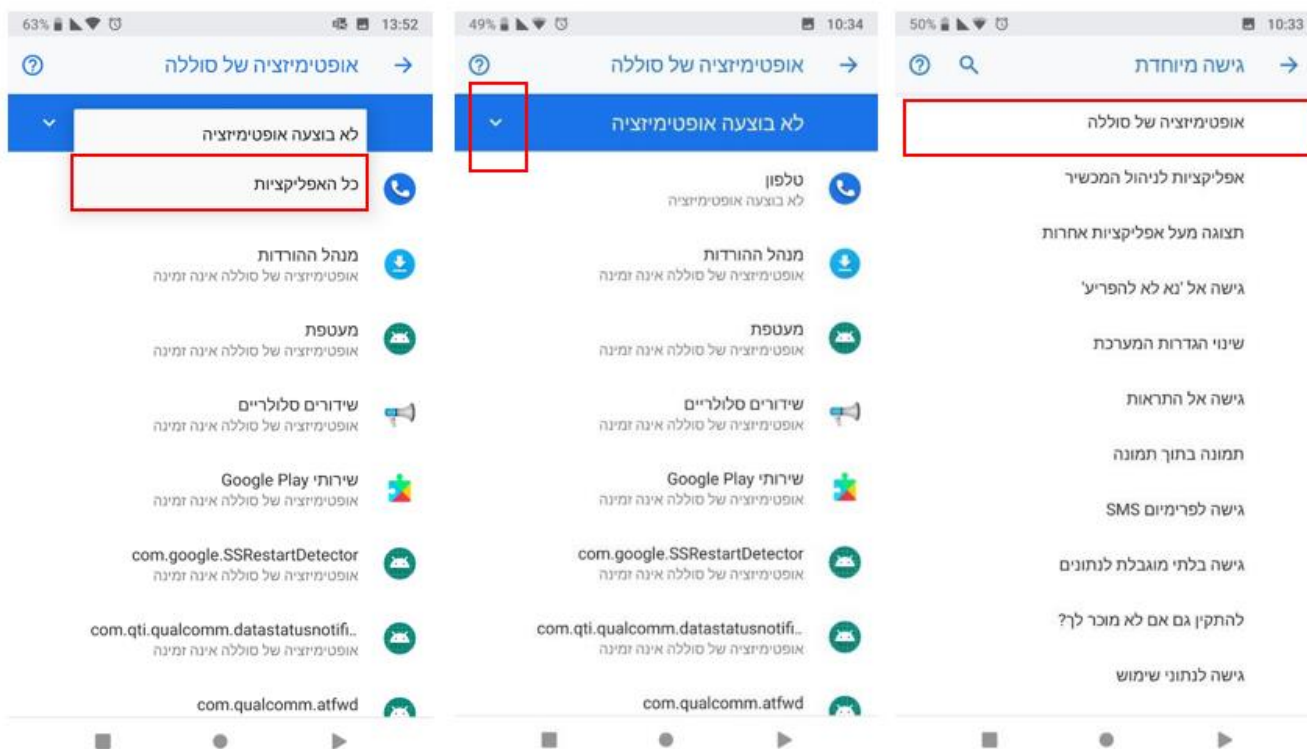 50% 10:33
גישה מיוחדת
אופטימיזציה של סוללה
אפליקציות לניהול המכשיר
תצוגה מעל אפליקציות אחרות
גישה אל 'נא לא להפריע'
שינוי הגדרות המערכת
גישה אל התראות
תמונה בתוך תמונה
גישה לפרימיום SMS
גישה בלתי מוגבלת לנתונים
להתקין גם אם לא מוכר לך?
גישה לנתוני שימוש
49% 10:34
אופטימיזציה של סוללה
לא בוצעה אופטימיזציה
טלפון
לא בוצעה אופטימיזציה
מנהל ההורדות
אופטימיזציה של סוללה אינה זמינה
מעטפת
אופטימיזציה של סוללה אינה זמינה
שידורים סלולריים
אופטימיזציה של סוללה אינה זמינה
שירותי Google Play
אופטימיזציה של סוללה אינה זמינה
com.google.SSRestartDetector
אופטימיזציה של סוללה אינה זמינה
com.qti.qualcomm.datastatusnotifi..
אופטימיזציה של סוללה אינה זמינה
com.qualcomm.atfwd
63% 13:52
אופטימיזציה של סוללה
לא בוצעה אופטימיזציה
כל האפליקציות
מנהל ההורדות
אופטימיזציה של סוללה אינה זמינה
מעטפת
אופטימיזציה של סוללה אינה זמינה
שידורים סלולריים
אופטימיזציה של סוללה אינה זמינה
שירותי Google Play
אופטימיזציה של סוללה אינה זמינה
com.google.SSRestartDetector
אופטימיזציה של סוללה אינה זמינה
com.qti.qualcomm.datastatusnotifi..
אופטימיזציה של סוללה אינה זמינה
com.qualcomm.atfwd